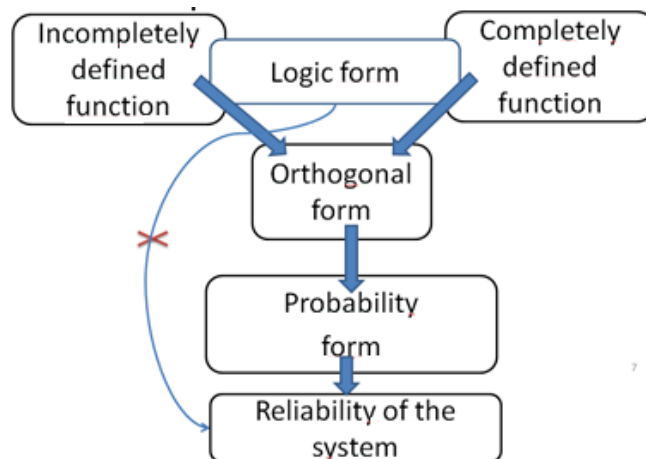 Incompletely
defined
function
Logic form
Completely
defined
function
Orthogonal
form
Probability
form
7
Reliability of the
system